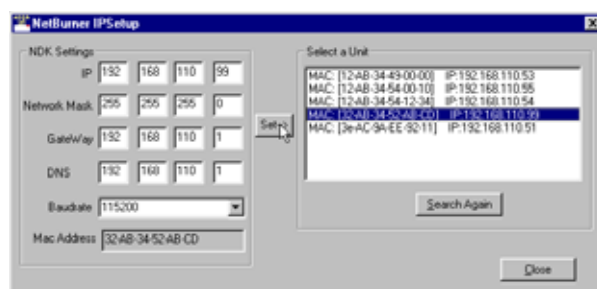 NetBurner IPSetup
NDK Settings
IP 192 168 110 99
Network Mask 255 255 255 0
GateWay 192 168 110 1
DNS 192 168 110 1
Baudrate 115200
Mac Address 32-AB-34-52-AB-CD
Set->
Select a Unit
MAC: [12-AB-34-49-00-00] IP:192.168.110.53
MAC: [12-AB-34-54-00-10] IP:192.168.110.55
MAC: [12-AB-34-54-12-34] IP:192.168.110.54
MAC: [32-AB-34-52-AB-CD] IP:192.168.110.99
MAC: [3e-AC-9A-EE-92-11] IP:192.168.110.51
Search Again
Close